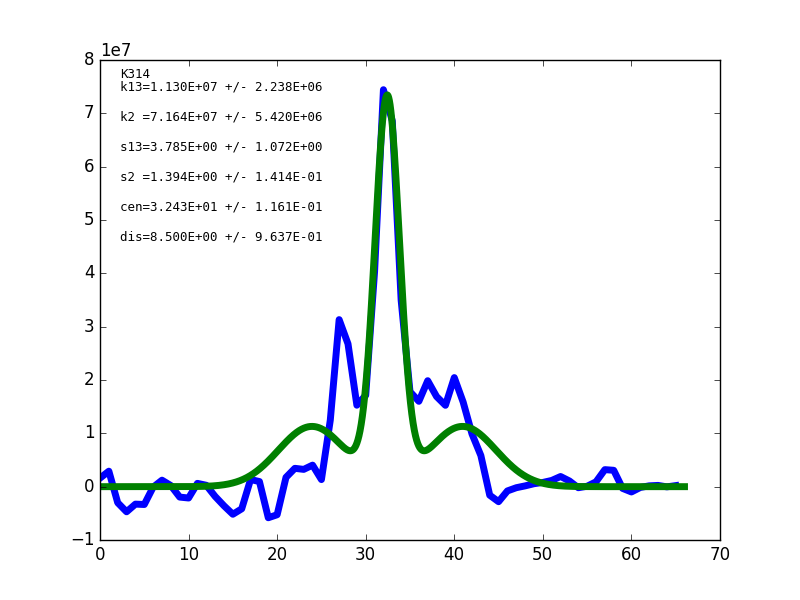 1e7
K314
k13=1.130E+07 +/- 2.238E+06
k2 =7.164E+07 +/- 5.420E+06
s13=3.785E+00 +/- 1.072E+00
s2 =1.394E+00 +/- 1.414E-01
cen=3.243E+01 +/- 1.161E-01
dis=8.500E+00 +/- 9.637E-01
8
7
6
5
4
3
2
1
0
−1
0 10 20 30 40 50 60 70